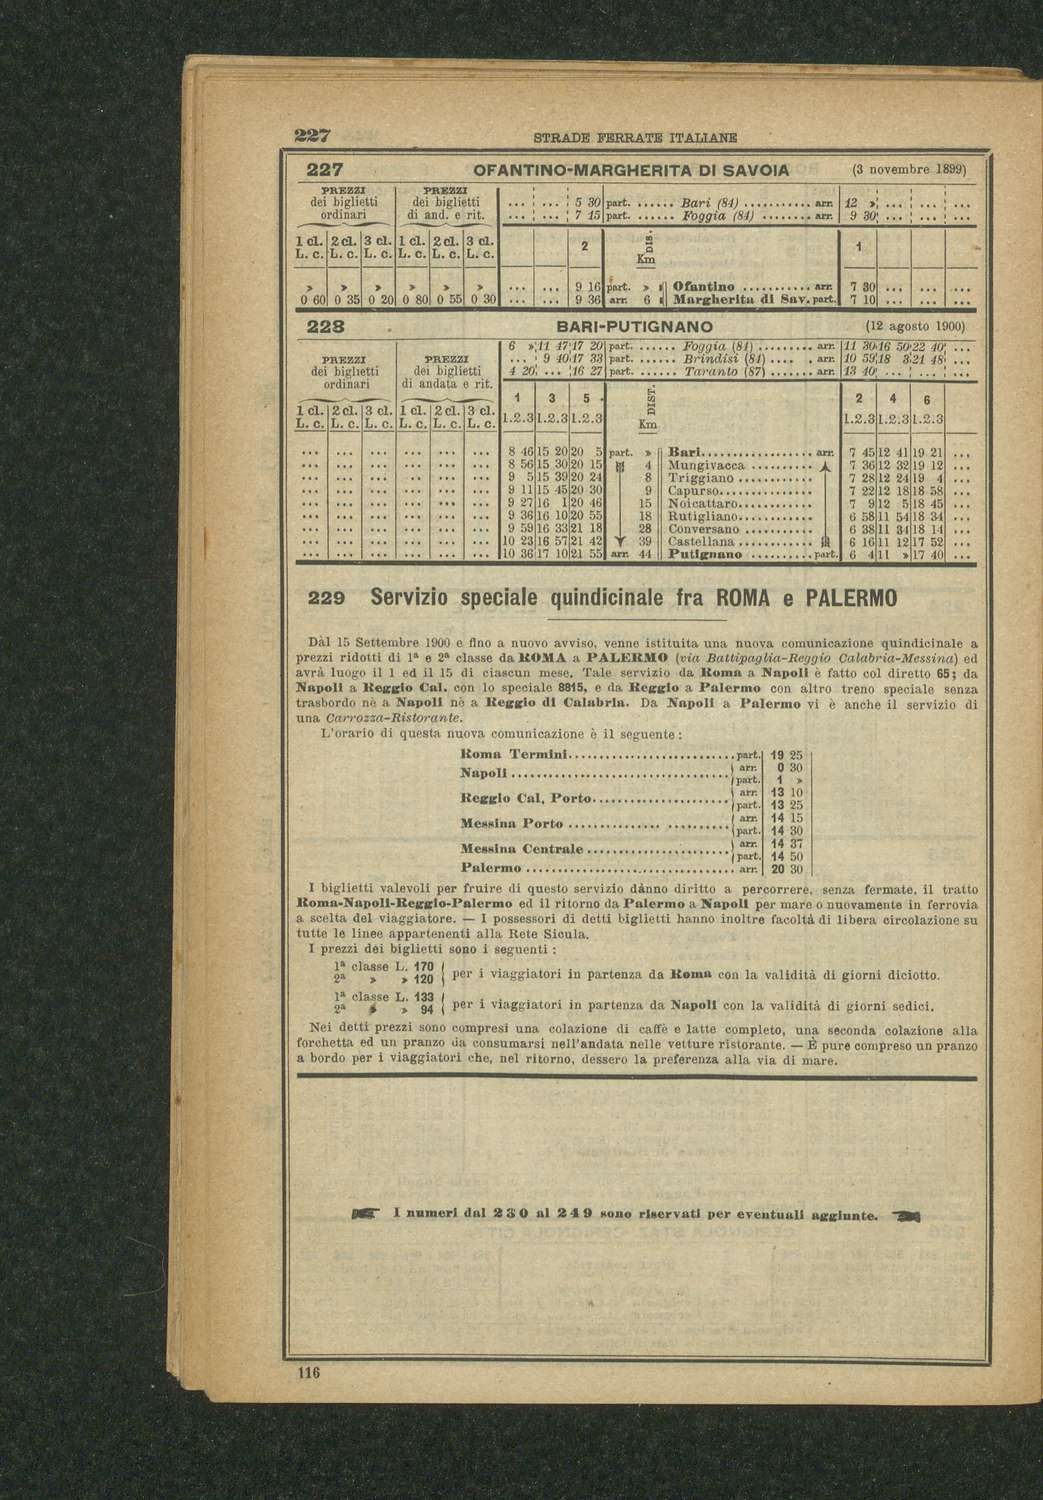 227 STRADE FERRATE ITALIANE
227 OFANTINO-MARGHERITA DI SAVOIA (3 novembre 1899)
PREZZI dei biglietti ordinari
PREZZI dei biglietti di and. e rit.
... ... 5 30 part. ...... Bari (84) ........... arr. 12 » ... ... ...
... ... 7 15 part. ...... Foggia (84) ........ arr. 9 30 ... ... ...
1 cl. 2 cl. 3 cl. 1 cl. 2 cl. 3 cl. 2 DIS. 1
L. c. L. c. L. c. L. c. L. c. L. c. Km
» » » » » » ... ... 9 16 part. » Ofantino ........... arr. 7 30 ... ... ...
0 60 0 35 0 20 0 80 0 55 0 30 ... ... 9 36 arr. 6 Margherita di Sav. part. 7 10 ... ... ...
228 BARI-PUTIGNANO (12 agosto 1900)
PREZZI dei biglietti ordinari
PREZZI dei biglietti di andata e rit.
6 » 11 47 17 20 part. ...... Foggia (84) ......... arr. 11 30 16 50 22 40 ...
... 9 40 17 33 part. ...... Brindisi (84) .... . arr. 10 59 18 3 21 48 ...
4 20 ... 16 27 part. ...... Taranto (87) ....... arr. 13 40 ... ... ...
1 3 5 DIST. 2 4 6
1 cl. 2 cl. 3 cl. 1 cl. 2 cl. 3 cl. 1.2.3 1.2.3 1.2.3 1.2.3 1.2.3 1.2.3
L. c. L. c. L. c. L. c. L. c. L. c. Km
... ... ... ... ... ... 8 46 15 20 20 5 part. » Bari.................. arr. 7 45 12 41 19 21 ...
... ... ... ... ... ... 8 56 15 30 20 15 4 Mungivacca .......... 7 36 12 32 19 12 ...
... ... ... ... ... ... 9 5 15 39 20 24 8 Triggiano ............ 7 28 12 24 19 4 ...
... ... ... ... ... ... 9 11 15 45 20 30 9 Capurso............... 7 22 12 18 18 58 ...
... ... ... ... ... ... 9 27 16 1 20 46 15 Noicattaro............ 7 9 12 5 18 45 ...
... ... ... ... ... ... 9 36 16 10 20 55 18 Rutigliano............ 6 58 11 54 18 34 ...
... ... ... ... ... ... 9 59 16 33 21 18 28 Conversano ........... 6 38 11 34 18 14 ...
... ... ... ... ... ... 10 23 16 57 21 42 39 Castellana ............ 6 16 11 12 17 52 ...
... ... ... ... ... ... 10 36 17 10 21 55 arr. 44 Putignano .......... part. 6 4 11 » 17 40 ...
229 Servizio speciale quindicinale fra ROMA e PALERMO
Dal 15 Settembre 1900 e fino a nuovo avviso, venne istituita una nuova comunicazione quindicinale a
prezzi ridotti di 1ª e 2ª classe da ROMA a PALERMO (via Battipaglia-Reggio Calabria-Messina) ed
avrà luogo il 1 ed il 15 di ciascun mese. Tale servizio da Roma a Napoli è fatto col diretto 65; da
Napoli a Reggio Cal. con lo speciale 8815, e da Reggio a Palermo con altro treno speciale senza
trasbordo nè a Napoli nè a Reggio di Calabria. Da Napoli a Palermo vi è anche il servizio di
una Carrozza-Ristorante.
L'orario di questa nuova comunicazione è il seguente:
Roma Termini.......................... part. 19 25
Napoli .................................. arr. 0 30
part. 1 »
Reggio Cal. Porto..................... arr. 13 10
part. 13 25
Messina Porto ............... .......... arr. 14 15
part. 14 30
Messina Centrale ...................... arr. 14 37
part. 14 50
Palermo ................................. arr. 20 30
I biglietti valevoli per fruire di questo servizio dànno diritto a percorrere, senza fermate, il tratto
Roma-Napoli-Reggio-Palermo ed il ritorno da Palermo a Napoli per mare o nuovamente in ferrovia
a scelta del viaggiatore. — I possessori di detti biglietti hanno inoltre facoltà di libera circolazione su
tutte le linee appartenenti alla Rete Sicula.
I prezzi dei biglietti sono i seguenti:
1ª classe L. 170
2ª » » 120 per i viaggiatori in partenza da Roma con la validità di giorni diciotto.
1ª classe L. 133
2ª » » 94 per i viaggiatori in partenza da Napoli con la validità di giorni sedici.
Nei detti prezzi sono compresi una colazione di caffè e latte completo, una seconda colazione alla
forchetta ed un pranzo da consumarsi nell'andata nelle vetture ristorante. — È pure compreso un pranzo
a bordo per i viaggiatori che, nel ritorno, dessero la preferenza alla via di mare.
I numeri dal 230 al 249 sono riservati per eventuali aggiunte.
116